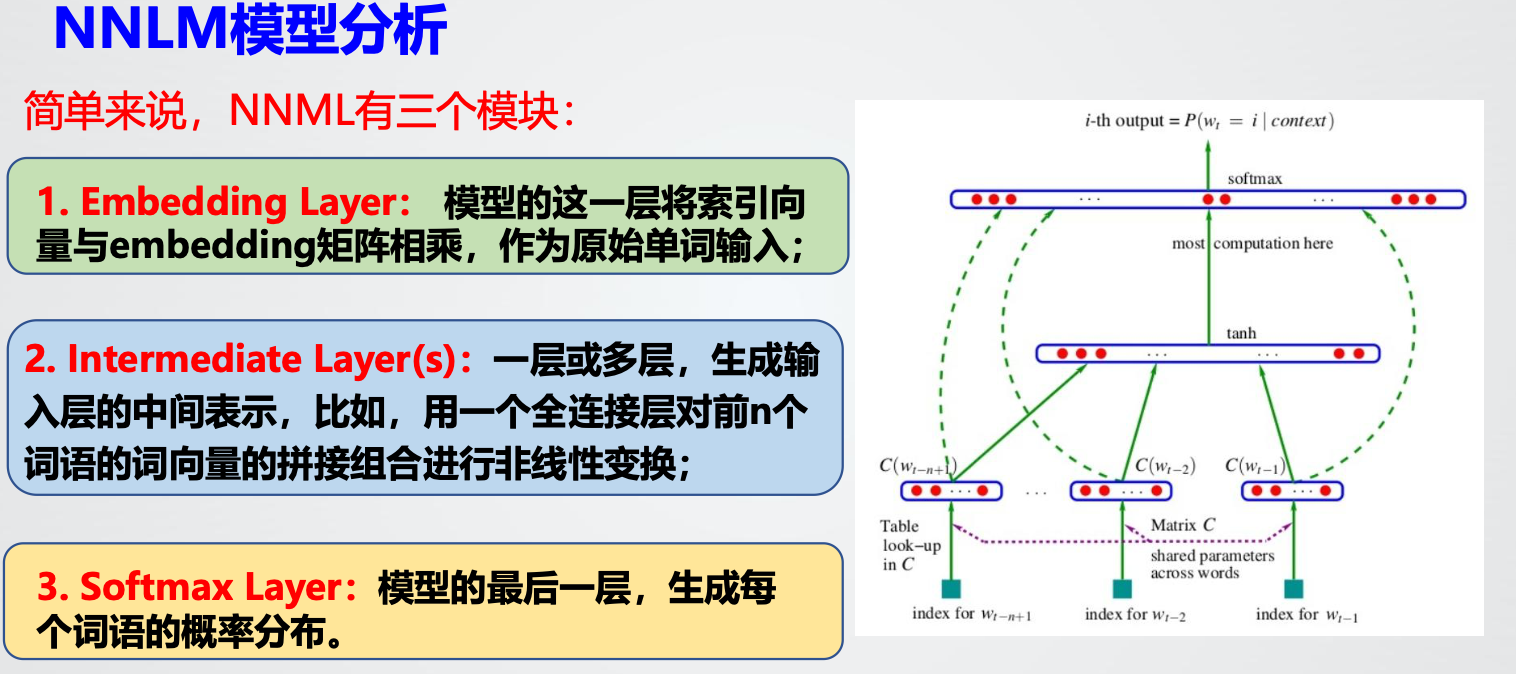 NNLM模型分析
简单来说，NNML有三个模块：
1. Embedding Layer： 模型的这一层将索引向
量与embedding矩阵相乘，作为原始单词输入；
2. Intermediate Layer(s)：一层或多层，生成输
入层的中间表示，比如，用一个全连接层对前n个
词语的词向量的拼接组合进行非线性变换；
3. Softmax Layer：模型的最后一层，生成每
个词语的概率分布。
i-th output = P(w_t = i | context)
softmax
. . . . . .
most computation here
tanh
. . . . . .
C(w_{t−n+1}) C(w_{t−2}) C(w_{t−1})
. . . . . . . . . . . .
Table
look−up
in C
Matrix C
shared parameters
across words
index for w_{t−n+1} index for w_{t−2} index for w_{t−1}